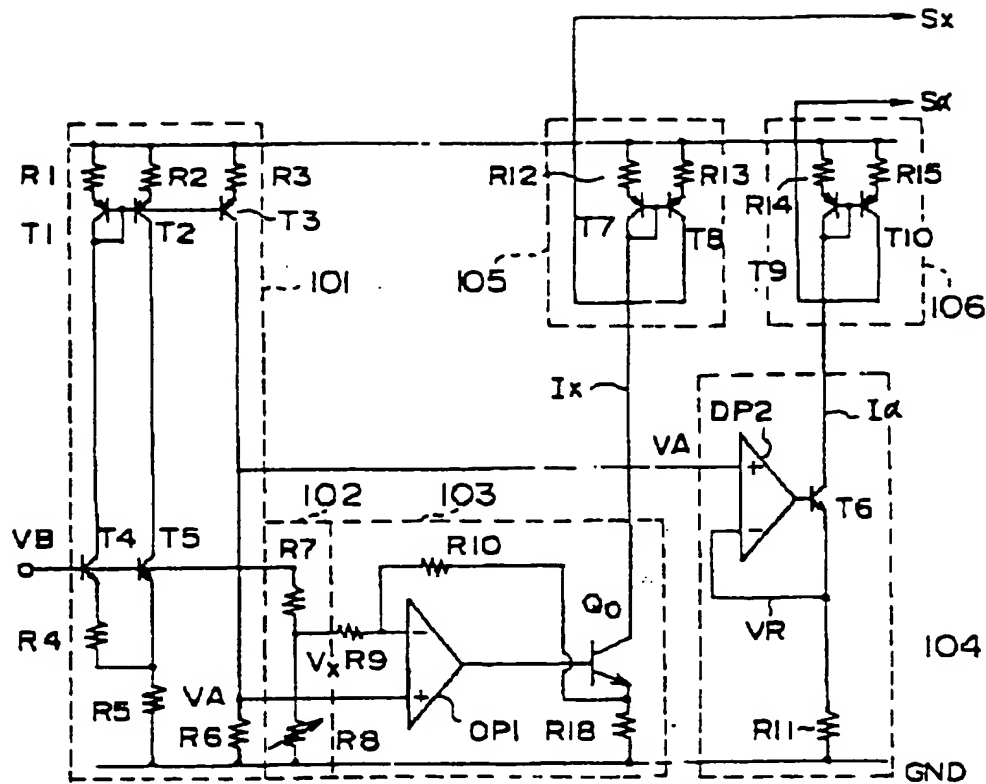 Sx
Sα
R1
R2
R3
R12
R13
R14
R15
T1
T2
T3
T7
T8
T9
T10
101
105
106
Ix
DP2
Iα
VA
102
103
VB
T4
T5
R7
R10
T6
Q0
R4
Vx
R9
VR
104
R5
VA
R6
R8
OP1
R18
R11
GND